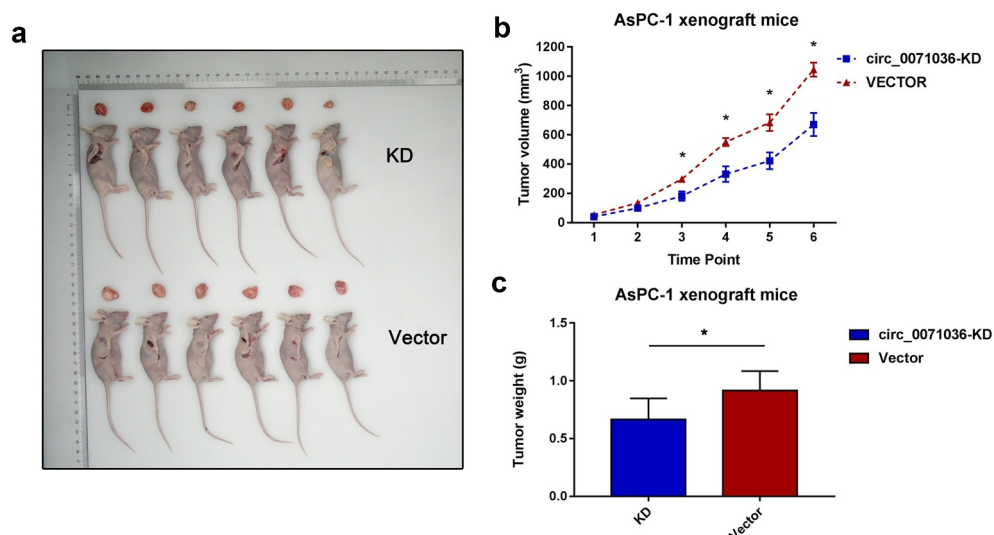 a
KD
Vector
b
AsPC-1 xenograft mice
Tumor volume (mm³)
1200
1000
800
600
400
200
0
*
*
*
*
1 2 3 4 5 6
Time Point
circ_0071036-KD
VECTOR
c
AsPC-1 xenograft mice
Tumor weight (g)
1.5
1.0
0.5
0.0
*
KD
Vector
circ_0071036-KD
Vector